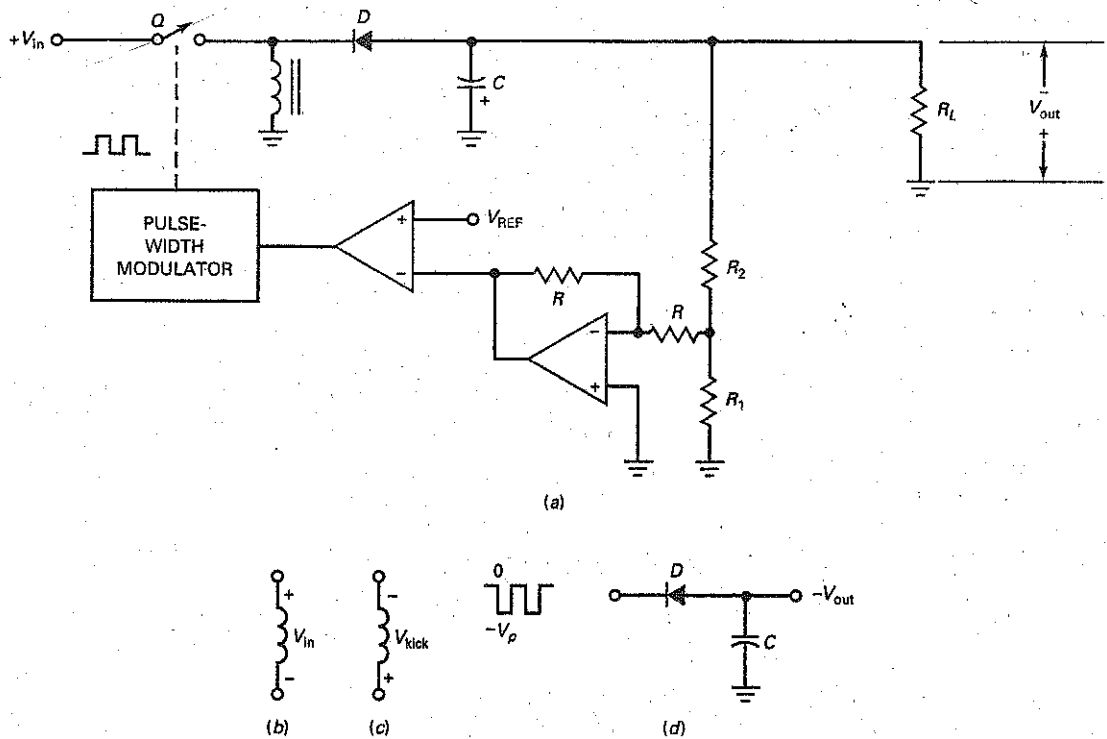 +V_in
Q
D
C
+
R_L
−
V_out
+
PULSE-
WIDTH
MODULATOR
+
−
V_REF
R
R
R_2
−
+
R_1
(a)
+
V_in
−
(b)
−
V_kick
+
(c)
0
−V_p
D
−V_out
C
(d)